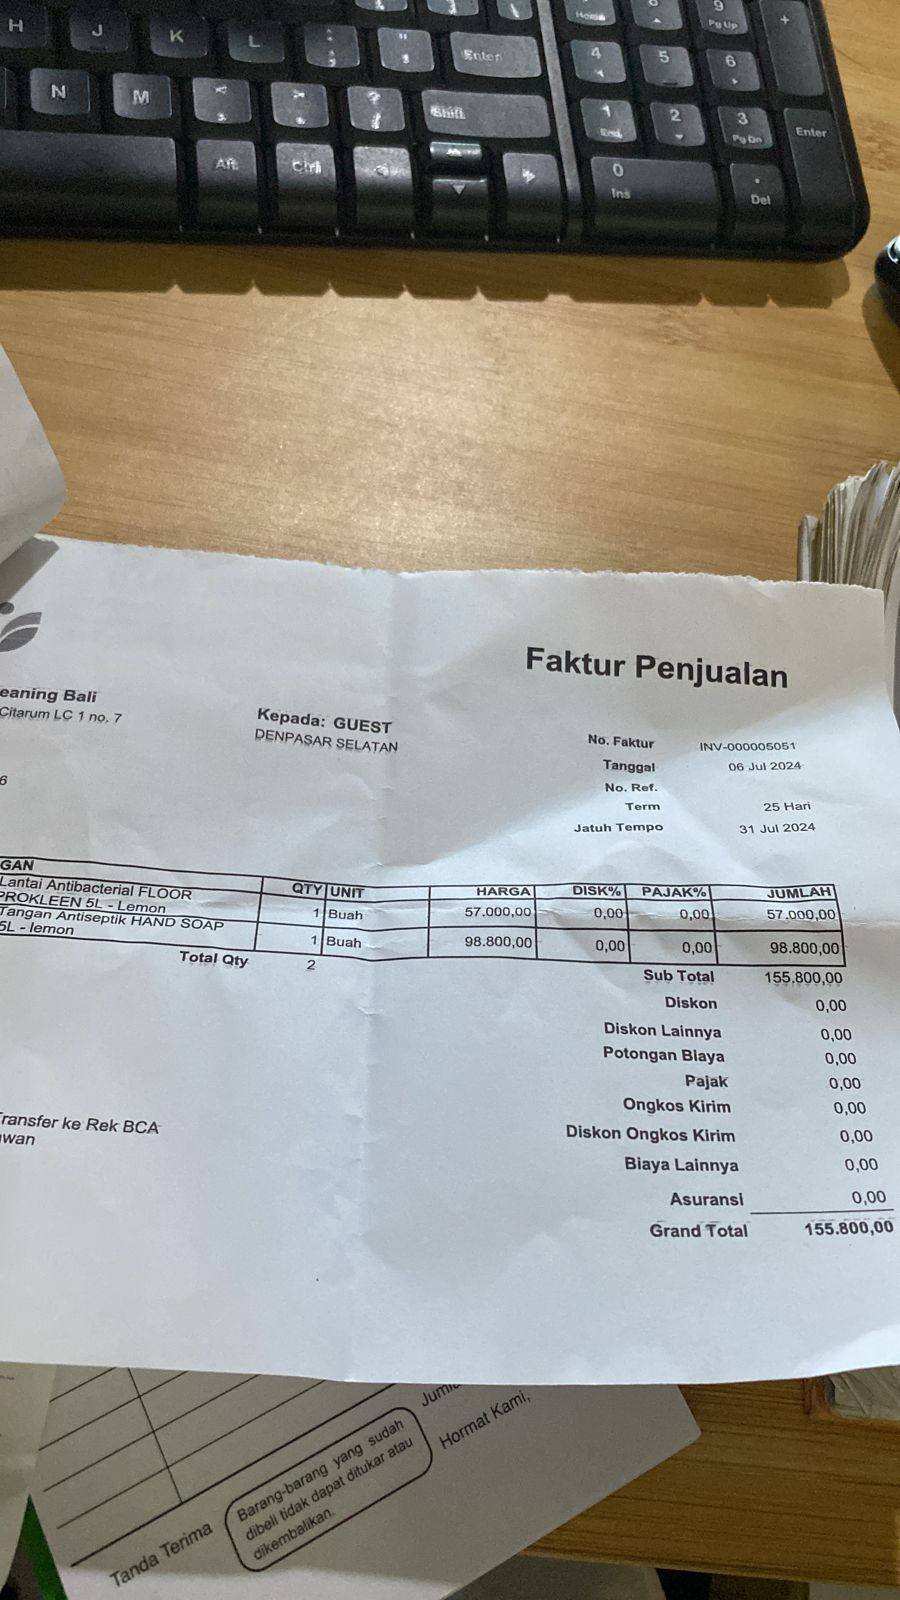 H J K L Enter
N M Shift
Alt Ctrl
Home 9 Pg Up +
4 5 6
1 End 2 3 Pg Dn Enter
0 Ins . Del
Faktur Penjualan
eaning Bali
Citarum LC 1 no. 7
6
Kepada: GUEST
DENPASAR SELATAN
No. Faktur INV-000005051
Tanggal 06 Jul 2024
No. Ref.
Term 25 Hari
Jatuh Tempo 31 Jul 2024
GAN QTY UNIT HARGA DISK% PAJAK% JUMLAH
Lantai Antibacterial FLOOR
PROKLEEN 5L - Lemon 1 Buah 57.000,00 0,00 0,00 57.000,00
Tangan Antiseptik HAND SOAP
5L - lemon 1 Buah 98.800,00 0,00 0,00 98.800,00
Total Qty 2
Sub Total 155.800,00
Diskon 0,00
Diskon Lainnya 0,00
Potongan Biaya 0,00
Pajak 0,00
Ongkos Kirim 0,00
Diskon Ongkos Kirim 0,00
Biaya Lainnya 0,00
Asuransi 0,00
Grand Total 155.800,00
Transfer ke Rek BCA
wan
Hormat Kami,
Tanda Terima
Barang-barang yang sudah
dibeli tidak dapat ditukar atau
dikembalikan.